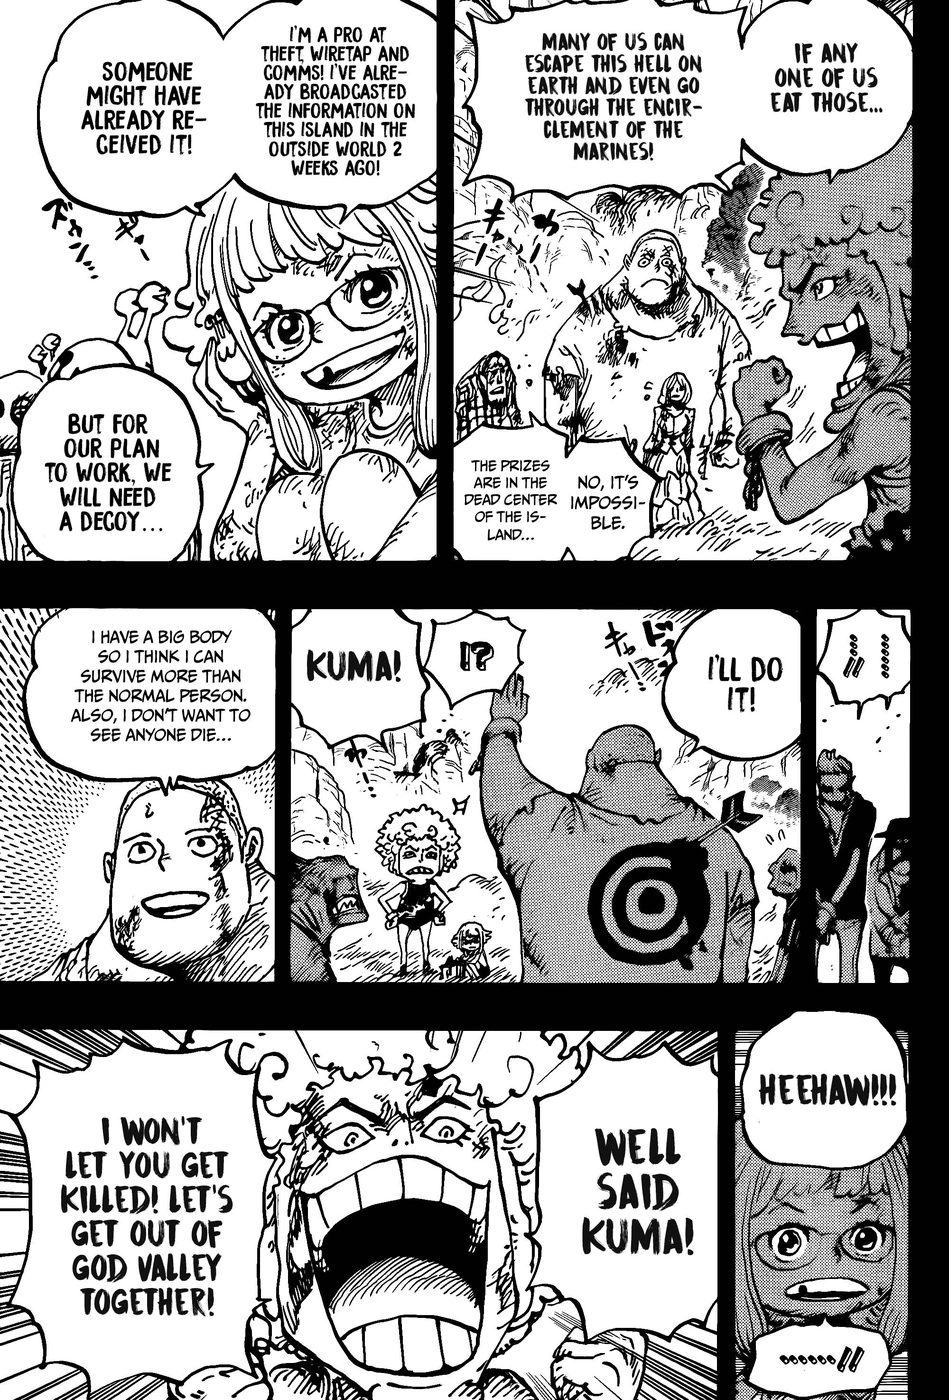 IF ANY
ONE OF US
EAT THOSE...
MANY OF US CAN
ESCAPE THIS HELL ON
EARTH AND EVEN GO
THROUGH THE ENCIR-
CLEMENT OF THE
MARINES!
NO, IT'S
IMPOSSI-
BLE.
THE PRIZES
ARE IN THE
DEAD CENTER
OF THE IS-
LAND...
I'M A PRO AT
THEFT, WIRETAP AND
COMMS! I'VE ALRE-
ADY BROADCASTED
THE INFORMATION ON
THIS ISLAND IN THE
OUTSIDE WORLD 2
WEEKS AGO!
SOMEONE
MIGHT HAVE
ALREADY RE-
CEIVED IT!
BUT FOR
OUR PLAN
TO WORK, WE
WILL NEED
A DECOY...
I'LL DO
IT!
!?
KUMA!
I HAVE A BIG BODY
SO I THINK I CAN
SURVIVE MORE THAN
THE NORMAL PERSON.
ALSO, I DON'T WANT TO
SEE ANYONE DIE...
HEEHAW!!!
.......!!
WELL
SAID
KUMA!
I WON'T
LET YOU GET
KILLED! LET'S
GET OUT OF
GOD VALLEY
TOGETHER!